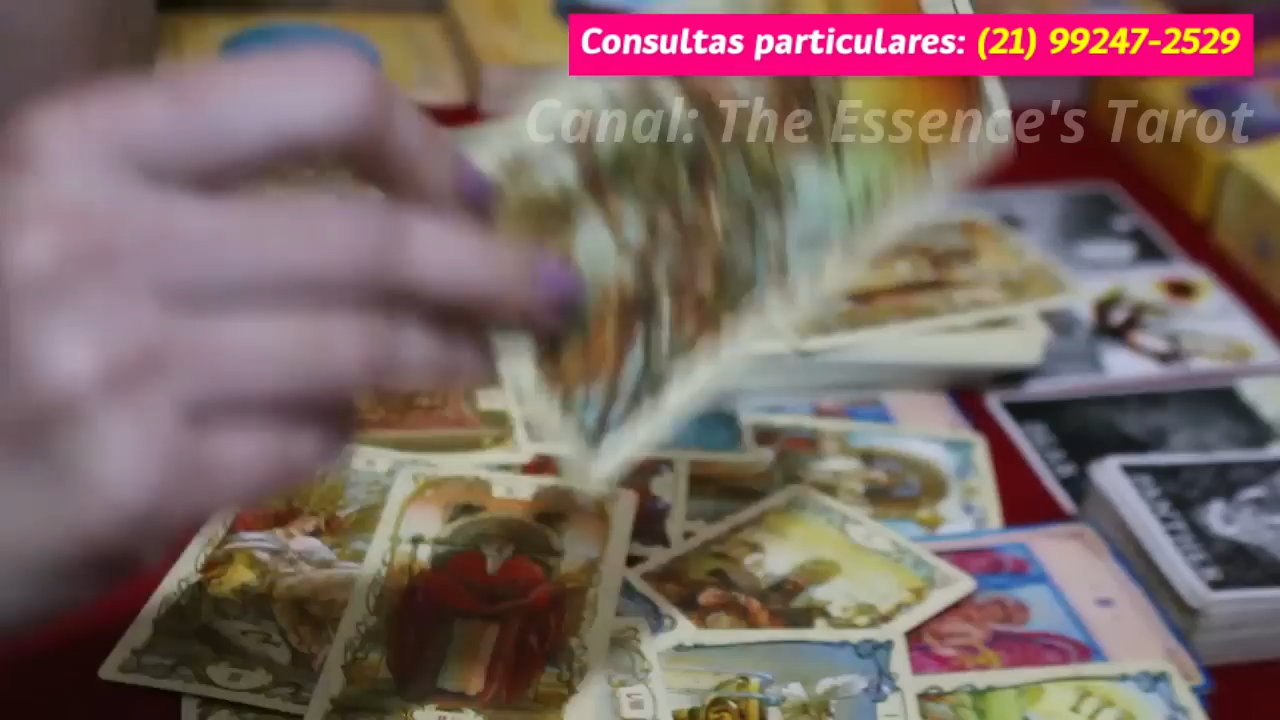 Consultas particulares: (21) 99247-2529
Canal: The Essence's Tarot